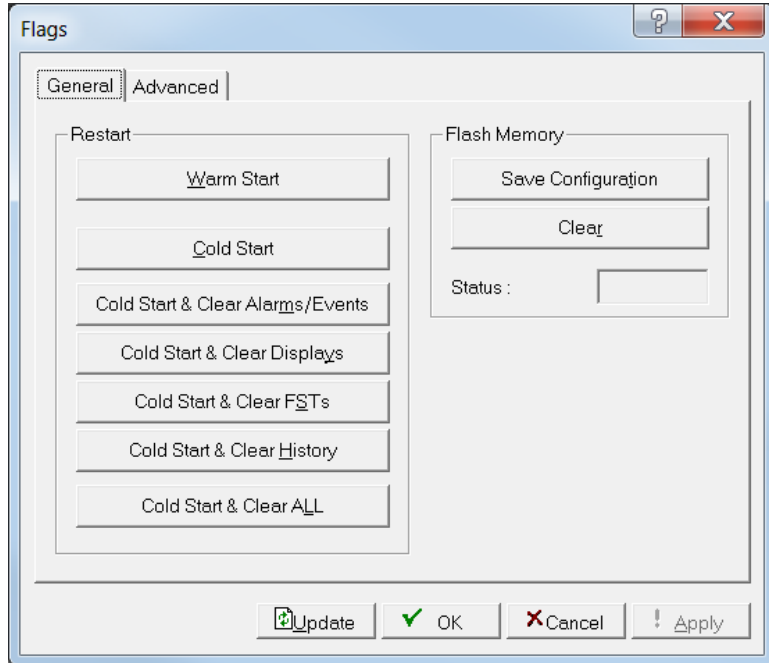 Flags
General Advanced
Restart
Warm Start
Cold Start
Cold Start & Clear Alarms/Events
Cold Start & Clear Displays
Cold Start & Clear FSTs
Cold Start & Clear History
Cold Start & Clear ALL
Flash Memory
Save Configuration
Clear
Status :
Update OK Cancel Apply